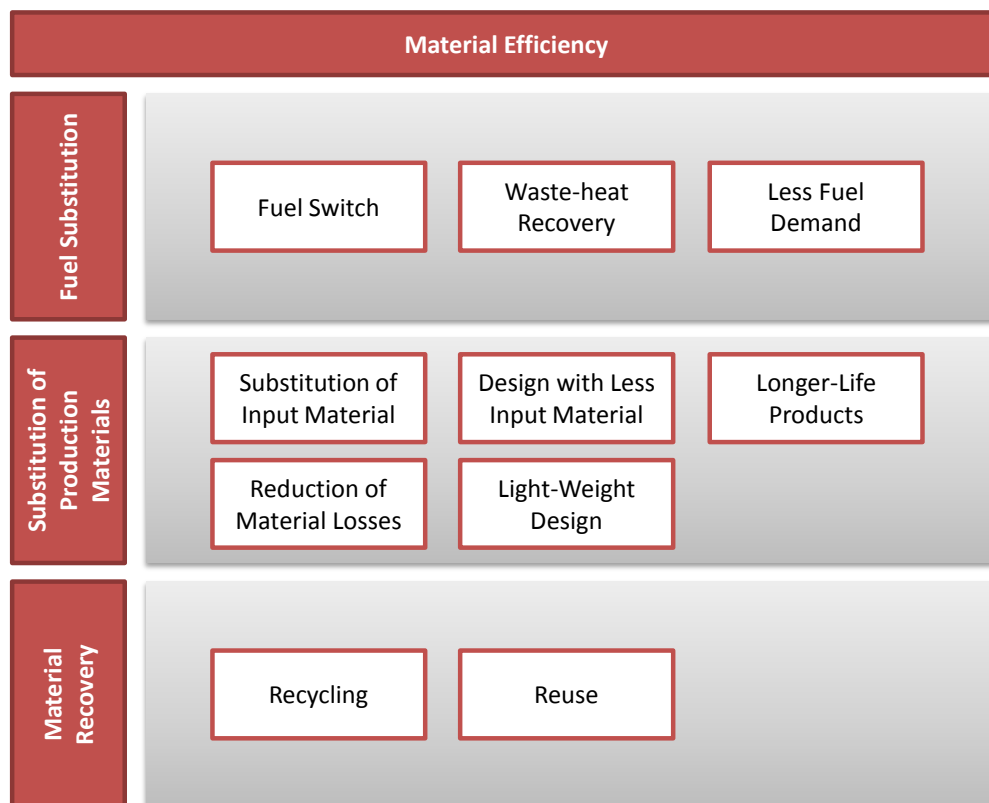 Material Efficiency
Fuel Substitution
Fuel Switch
Waste-heat
Recovery
Less Fuel
Demand
Substitution of
Production
Materials
Substitution of
Input Material
Design with Less
Input Material
Longer-Life
Products
Reduction of
Material Losses
Light-Weight
Design
Material
Recovery
Recycling
Reuse